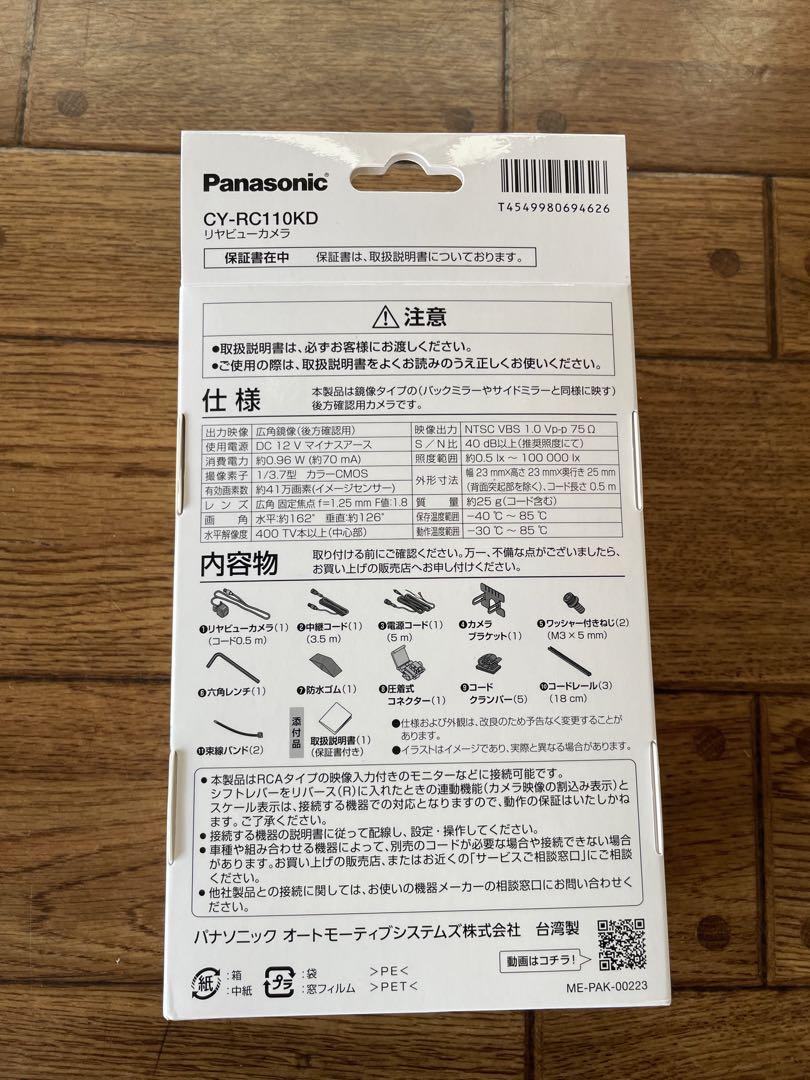 Panasonic®
T4549980694626
CY-RC110KD
リヤビューカメラ
保証書在中 保証書は、取扱説明書についております。
注意
●取扱説明書は、必ずお客様にお渡しください。
●ご使用の際は、取扱説明書をよくお読みのうえ正しくお使いください。
仕様
本製品は鏡像タイプの(バックミラーやサイドミラーと同様に映す)
後方確認用カメラです。
出力映像 広角鏡像(後方確認用)
使用電源 DC 12 V マイナスアース
消費電力 約0.96 W (約70 mA)
撮像素子 1/3.7型 カラーCMOS
有効画素数 約41万画素(イメージセンサー)
レンズ 広角 固定焦点 f=1.25 mm F値:1.8
画角 水平:約162° 垂直:約126°
水平解像度 400 TV本以上(中心部)
映像出力 NTSC VBS 1.0 Vp-p 75 Ω
S/N比 40 dB以上(推奨照度にて)
照度範囲 約0.5 lx ~ 100 000 lx
外形寸法 幅 23 mm×高さ 23 mm×奥行き 25 mm
(背面突起部を除く)、コード長さ 0.5 m
質量 約25 g(コード含む)
保存温度範囲 −40℃ ~ 85℃
動作温度範囲 −30℃ ~ 85℃
内容物
取り付ける前にご確認ください。万一、不備な点がございましたら、
お買い上げの販売店へお申し付けください。
❶リヤビューカメラ(1)
(コード0.5 m)
❷中継コード(1)
(3.5 m)
❸電源コード(1)
(5 m)
❹カメラ
ブラケット(1)
❺ワッシャー付きねじ(2)
(M3×5 mm)
❻六角レンチ(1)
❼防水ゴム(1)
❽圧着式
コネクター(1)
❾コード
クランパー(5)
❿コードレール(3)
(18 cm)
⓫束線バンド(2)
添付品
取扱説明書(1)
(保証書付き)
●仕様および外観は、改良のため予告なく変更することが
あります。
●イラストはイメージであり、実際と異なる場合があります。
● 本製品はRCAタイプの映像入力付きのモニターなどに接続可能です。
シフトレバーをリバース(R)に入れたときの連動機能(カメラ映像の割込み表示)と
スケール表示は、接続する機器での対応となりますので、動作の保証はいたしかね
ます。ご了承ください。
● 接続する機器の説明書に従って配線し、設定・操作してください。
● 車種や組み合わせる機器によって、別売のコードが必要な場合や接続できない場合
があります。お買い上げの販売店、またはお近くの「サービスご相談窓口」にご相談
ください。
● 他社製品との接続に関しては、お使いの機器メーカーの相談窓口にお問い合わせく
ださい。
パナソニック オートモーティブシステムズ株式会社 台湾製
動画はコチラ!
紙 :箱
:中紙
プラ :袋 >PE<
:窓フィルム >PET<
ME-PAK-00223